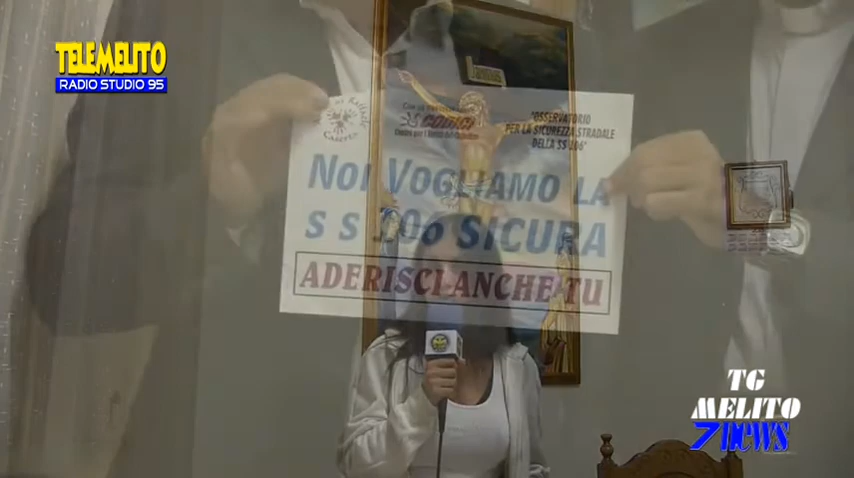 TELEMELITO
RADIO STUDIO 95
CODICI
"OSSERVATORIO
PER LA SICUREZZA STRADALE
DELLA SS 106"
NOI VOGLIAMO LA
S S 106 SICURA
ADERISCI ANCHE TU
TG
MELITO
7 NEWS